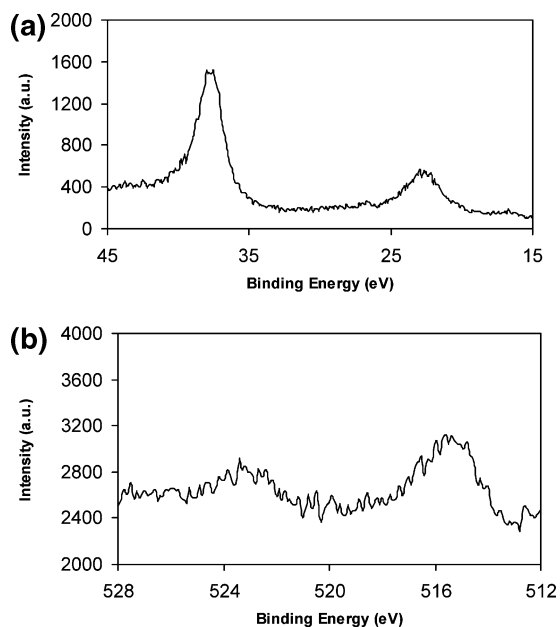 (a)
2000
1600
1200
800
400
0
Intensity (a.u.)
45 35 25 15
Binding Energy (eV)
(b)
4000
3600
3200
2800
2400
2000
Intensity (a.u.)
528 524 520 516 512
Binding Energy (eV)